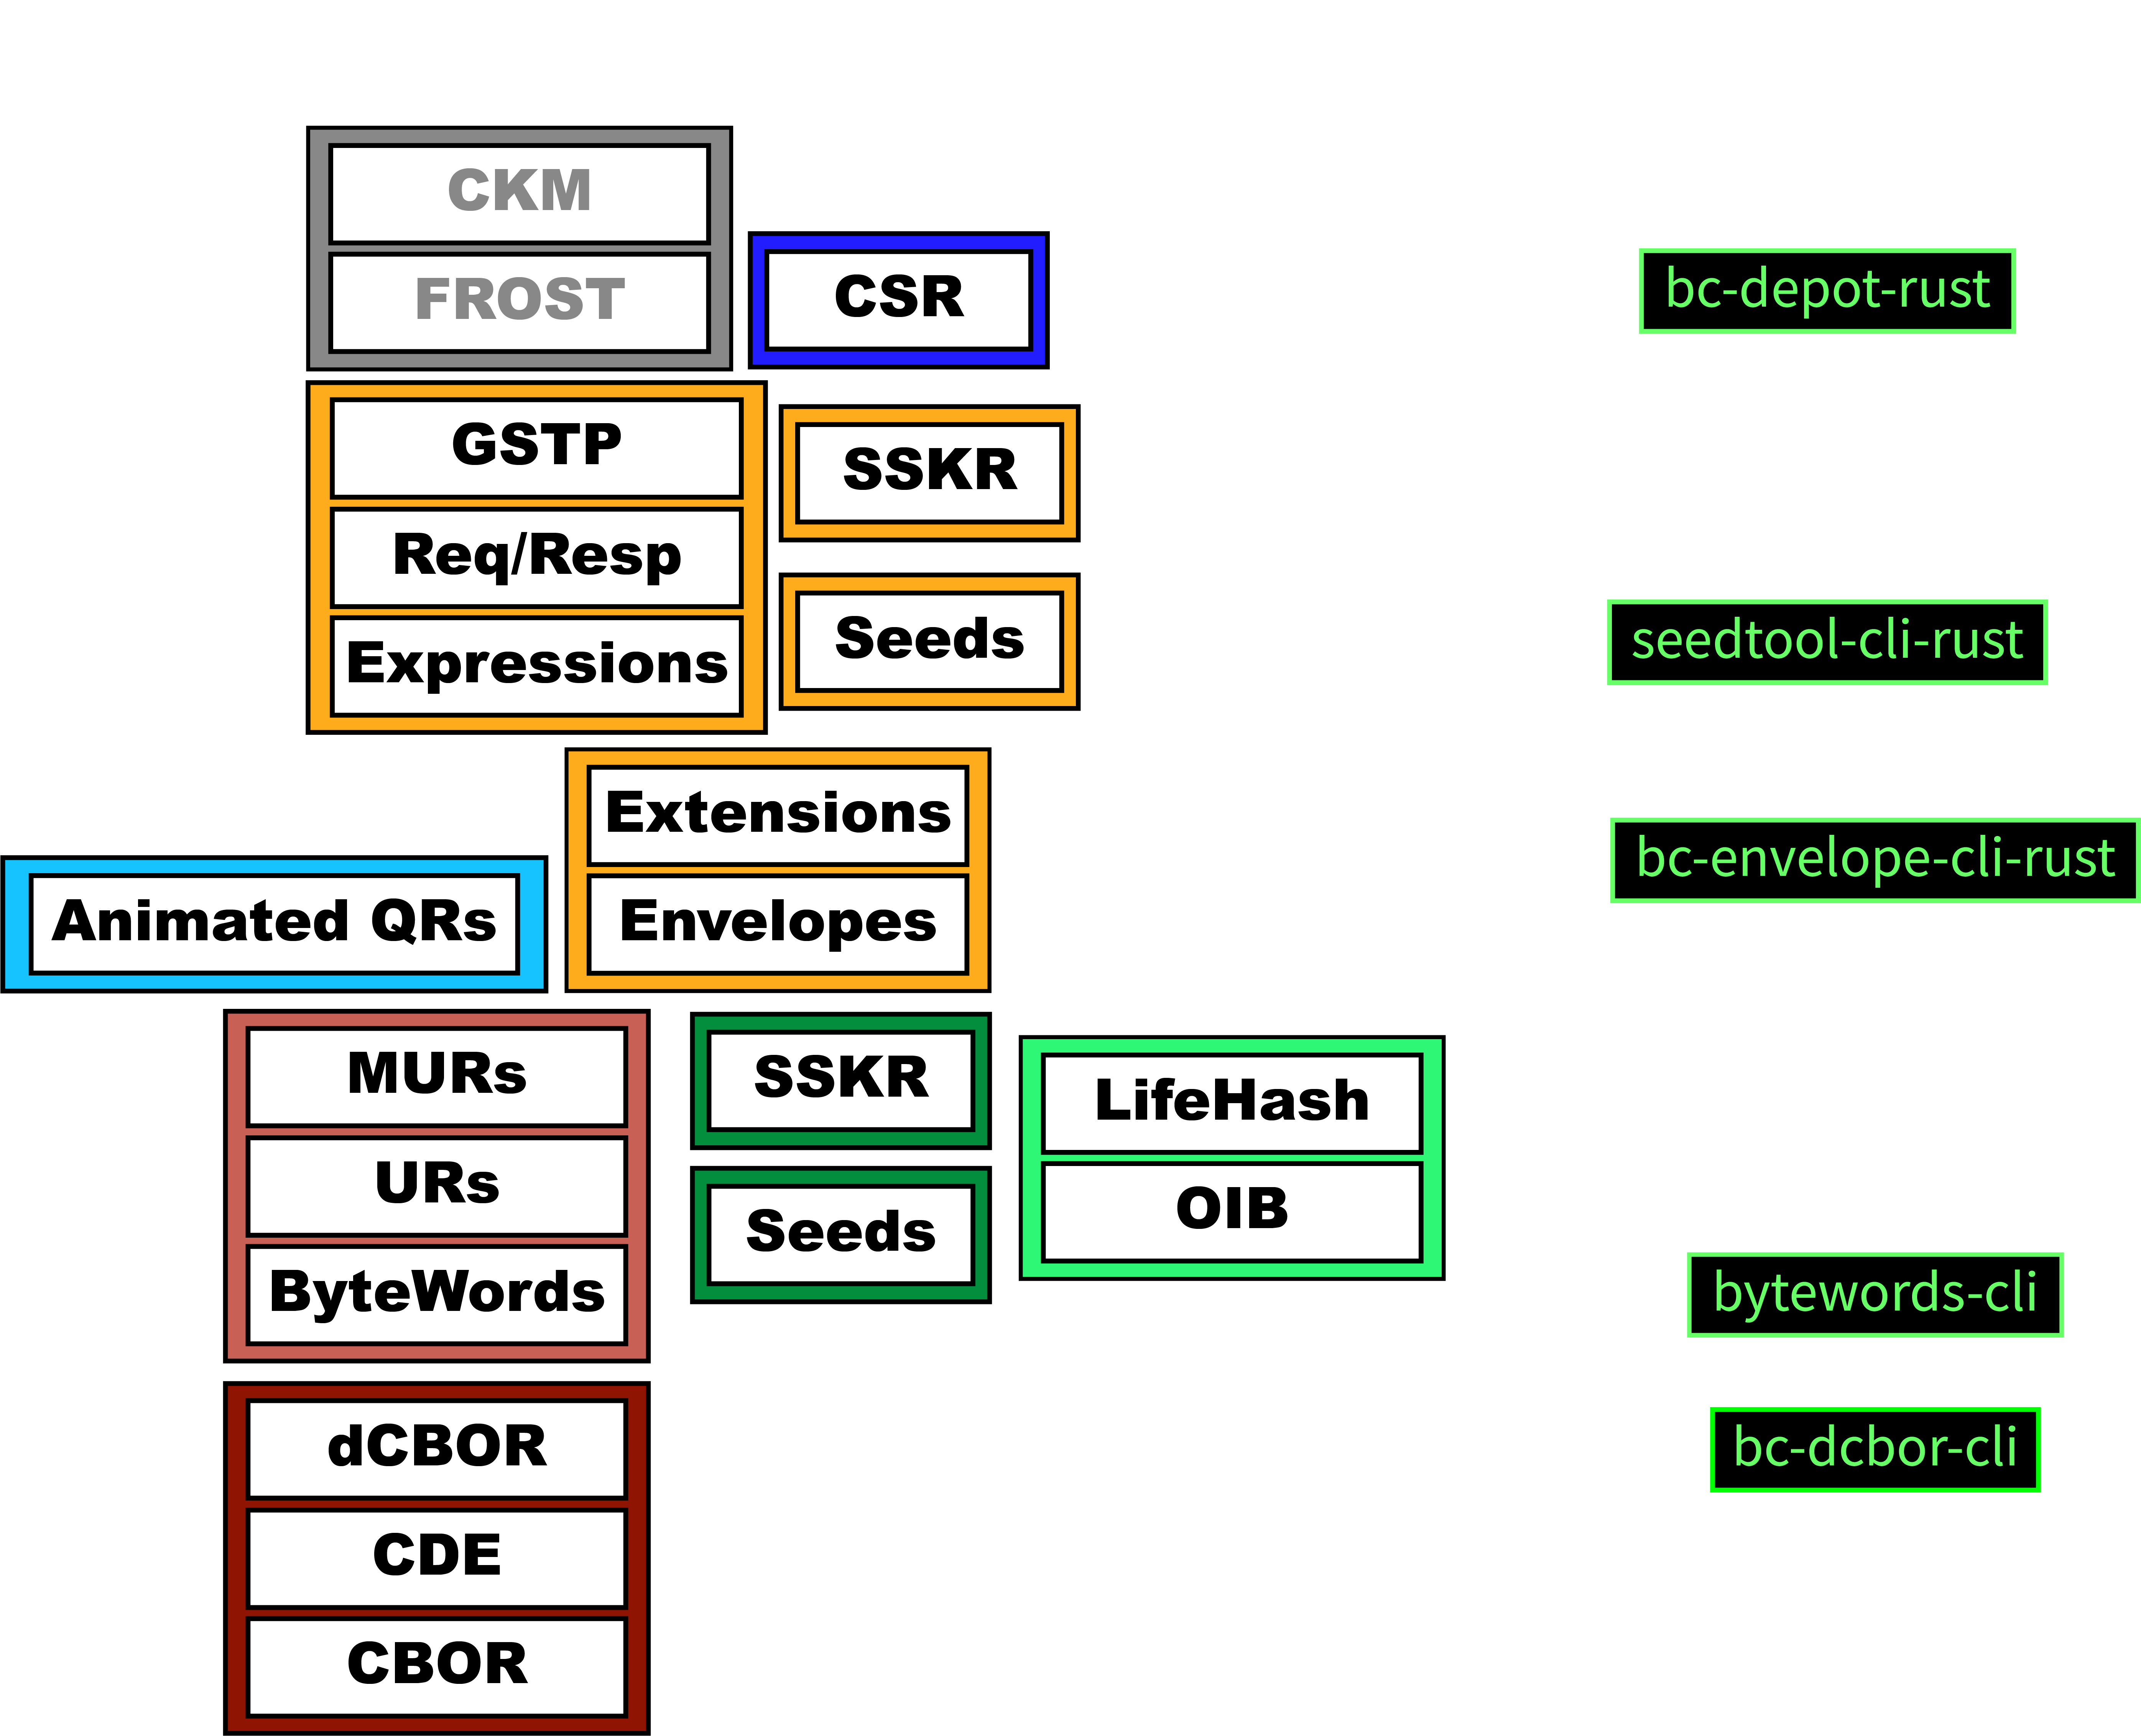 CKM
FROST
CSR
bc-depot-rust
GSTP
SSKR
Req/Resp
Seeds
seedtool-cli-rust
Expressions
Extensions
bc-envelope-cli-rust
Animated QRs
Envelopes
MURs
SSKR
LifeHash
URs
Seeds
OIB
ByteWords
bytewords-cli
dCBOR
bc-dcbor-cli
CDE
CBOR